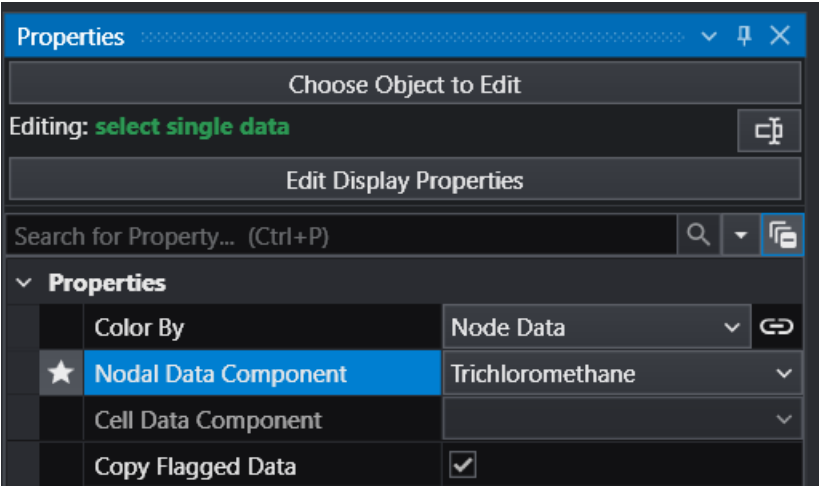 Properties
Choose Object to Edit
Editing: select single data
Edit Display Properties
Search for Property... (Ctrl+P)
Properties
Color By Node Data
Nodal Data Component Trichloromethane
Cell Data Component
Copy Flagged Data